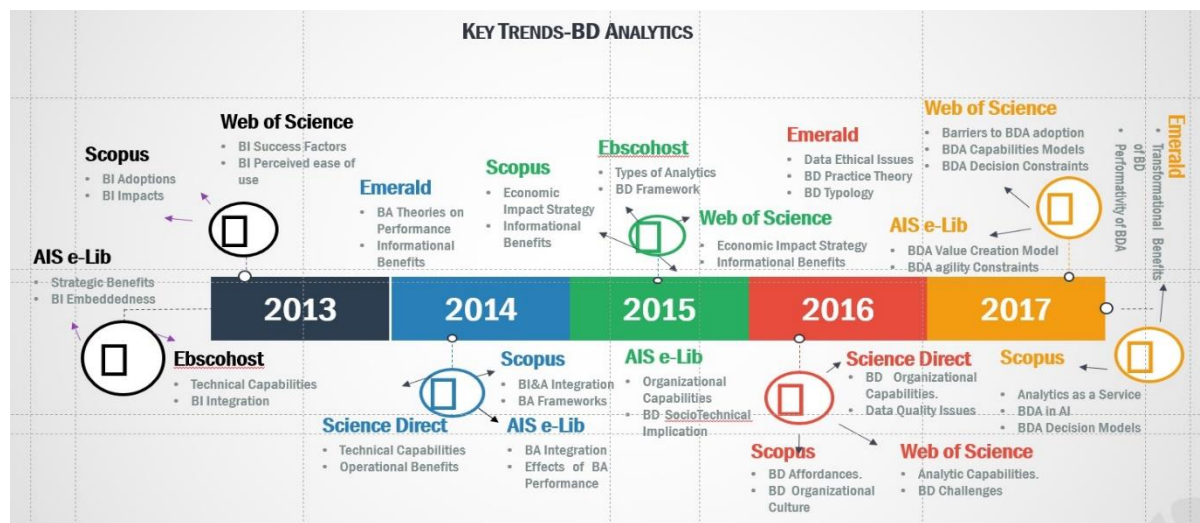 KEY TRENDS-BD ANALYTICS
Web of Science
• BI Success Factors
• BI Perceived ease of
use
Scopus
• BI Adoptions
• BI Impacts
AIS e-Lib
• Strategic Benefits
• BI Embeddedness
Ebscohost
• Technical Capabilities
• BI Integration
2013
Emerald
• BA Theories on
Performance
• Informational
Benefits
2014
Scopus
• BI&A Integration
• BA Frameworks
Science Direct
• Technical Capabilities
• Operational Benefits
AIS e-Lib
• BA Integration
• Effects of BA
Performance
Scopus
• Economic
Impact Strategy
• Informational
Benefits
Ebscohost
• Types of Analytics
• BD Framework
Web of Science
• Economic Impact Strategy
• Informational Benefits
2015
AIS e-Lib
• Organizational
Capabilities
• BD SocioTechnical
Implication
Emerald
• Data Ethical Issues
• BD Practice Theory
• BD Typology
2016
Science Direct
• BD Organizational
Capabilities.
• Data Quality Issues
Scopus
• BD Affordances.
• BD Organizational
Culture
Web of Science
• Analytic Capabilities.
• BD Challenges
Web of Science
• Barriers to BDA adoption
• BDA Capabilities Models
• BDA Decision Constraints
AIS e-Lib
• BDA Value Creation Model
• BDA agility Constraints
2017
Emerald
• Transformational Benefits
of BD
• Performativity of BDA
Scopus
• Analytics as a Service
• BDA in AI
• BDA Decision Models